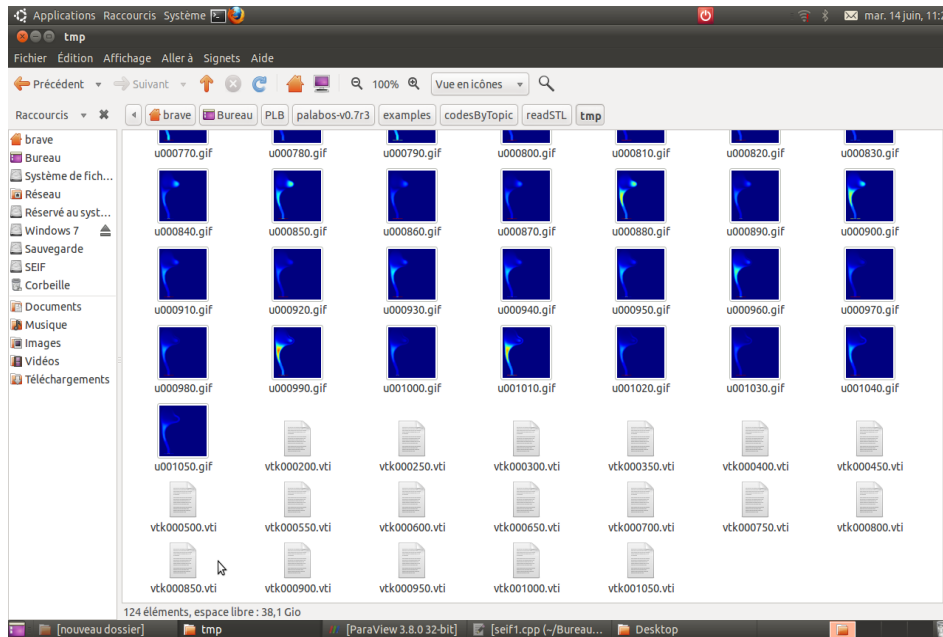 Applications Raccourcis Système mar. 14 juin, 11:
tmp
Fichier Édition Affichage Aller à Signets Aide
Précédent Suivant 100% Vue en icônes
Raccourcis brave Bureau PLB palabos-v0.7r3 examples codesByTopic readSTL tmp
brave
Bureau
Système de fich...
Réseau
Réservé au syst...
Windows 7
Sauvegarde
SEIF
Corbeille
Documents
Musique
Images
Vidéos
Téléchargements
u000770.gif u000780.gif u000790.gif u000800.gif u000810.gif u000820.gif u000830.gif
u000840.gif u000850.gif u000860.gif u000870.gif u000880.gif u000890.gif u000900.gif
u000910.gif u000920.gif u000930.gif u000940.gif u000950.gif u000960.gif u000970.gif
u000980.gif u000990.gif u001000.gif u001010.gif u001020.gif u001030.gif u001040.gif
u001050.gif vtk000200.vti vtk000250.vti vtk000300.vti vtk000350.vti vtk000400.vti vtk000450.vti
vtk000500.vti vtk000550.vti vtk000600.vti vtk000650.vti vtk000700.vti vtk000750.vti vtk000800.vti
vtk000850.vti vtk000900.vti vtk000950.vti vtk001000.vti vtk001050.vti
124 éléments, espace libre : 38,1 Gio
[nouveau dossier] tmp [ParaView 3.8.0 32-bit] [seif1.cpp (~/Bureau... Desktop